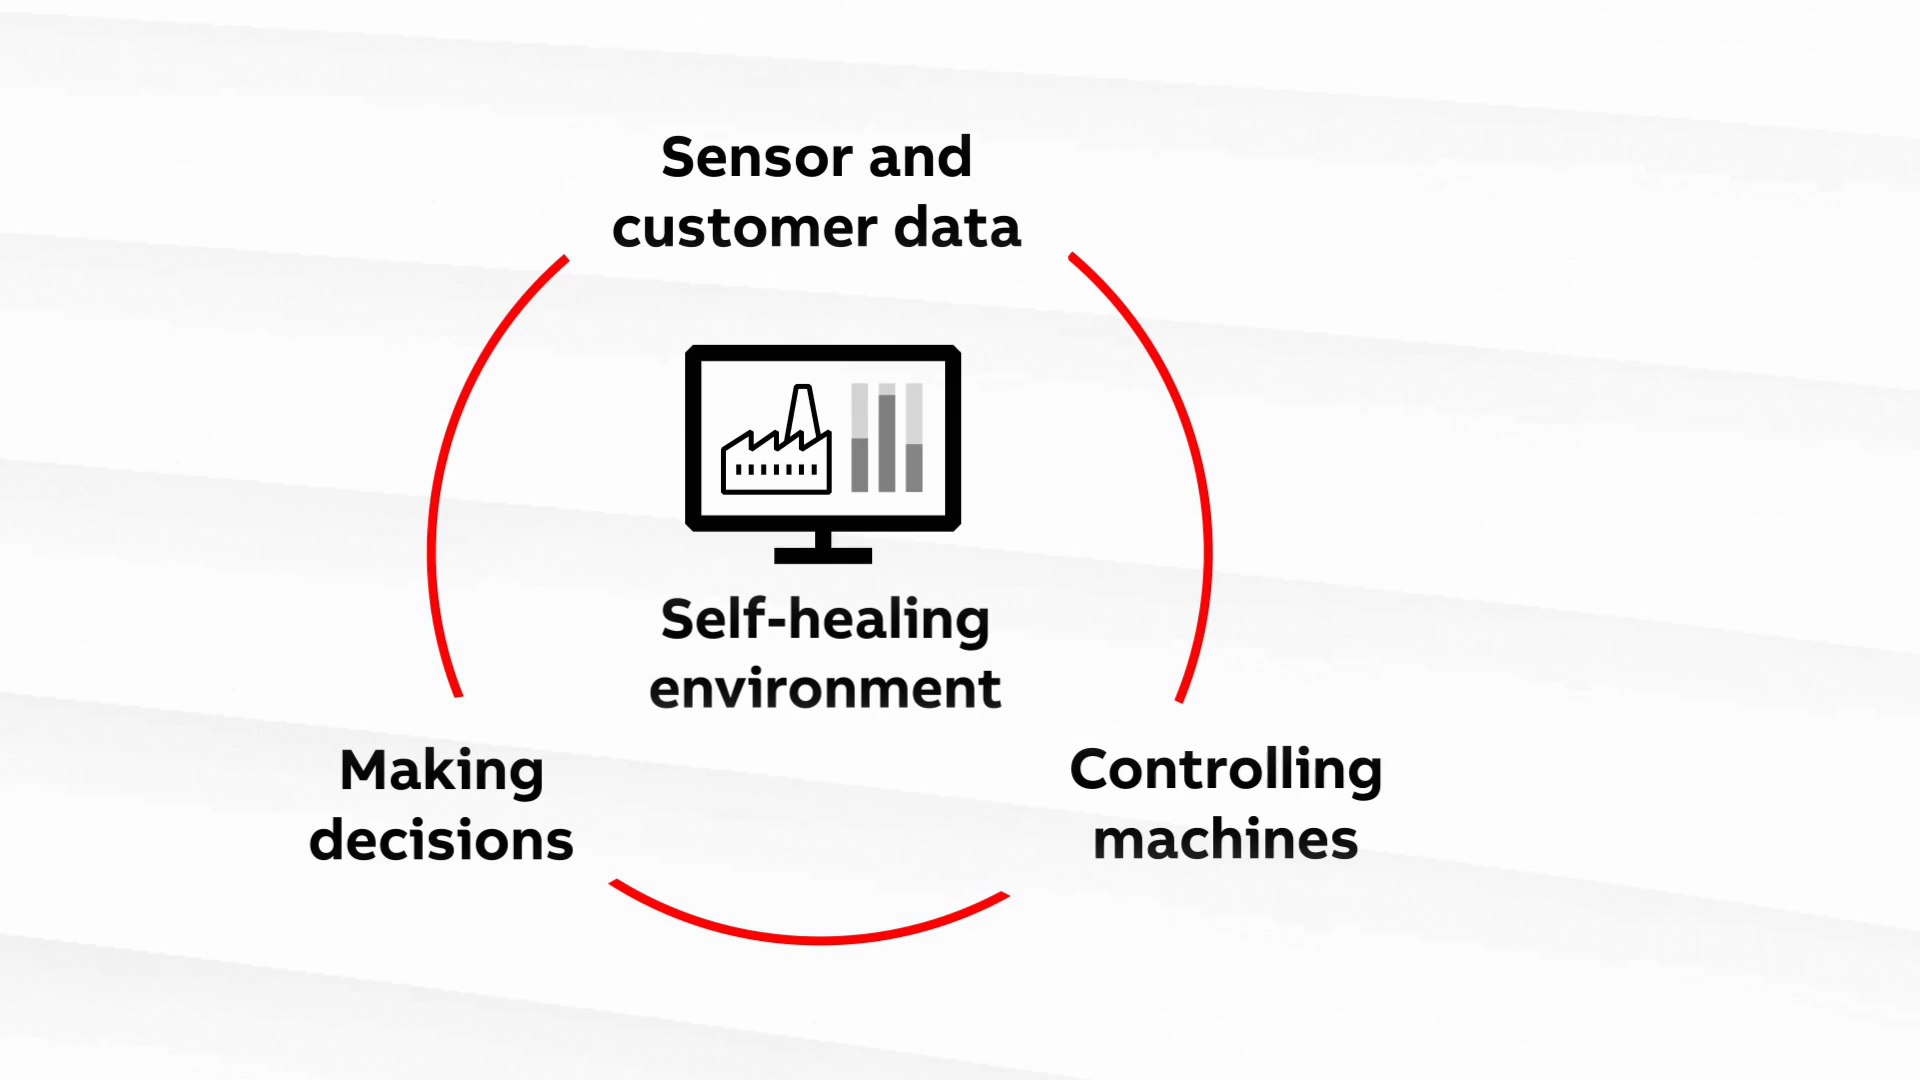 Sensor and
customer data
Self-healing
environment
Making
decisions
Controlling
machines